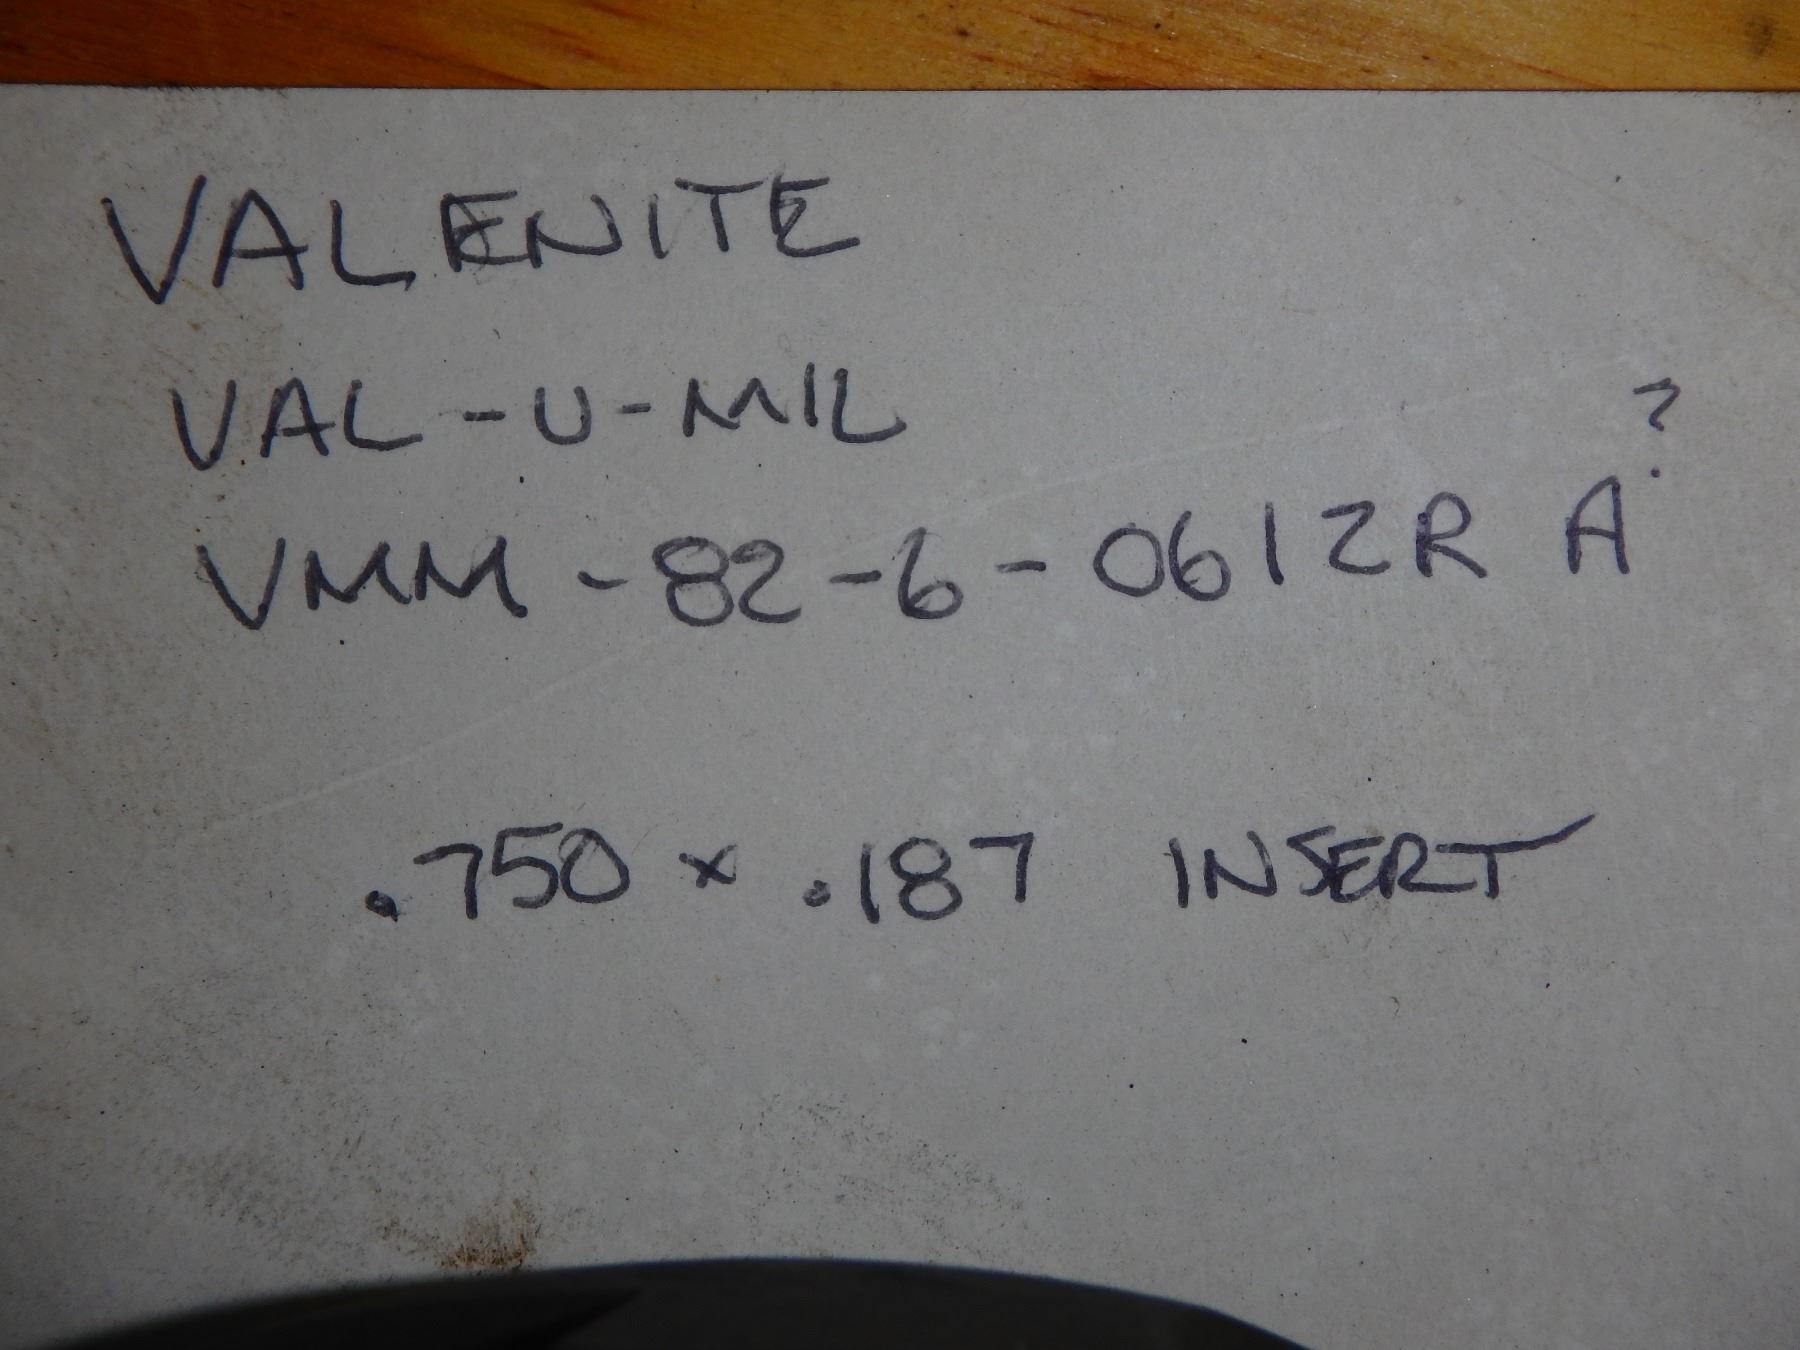 VALENITE
VAL-U-MIL
VMM-82-6-0612R A?
.750 x .187 INSERT